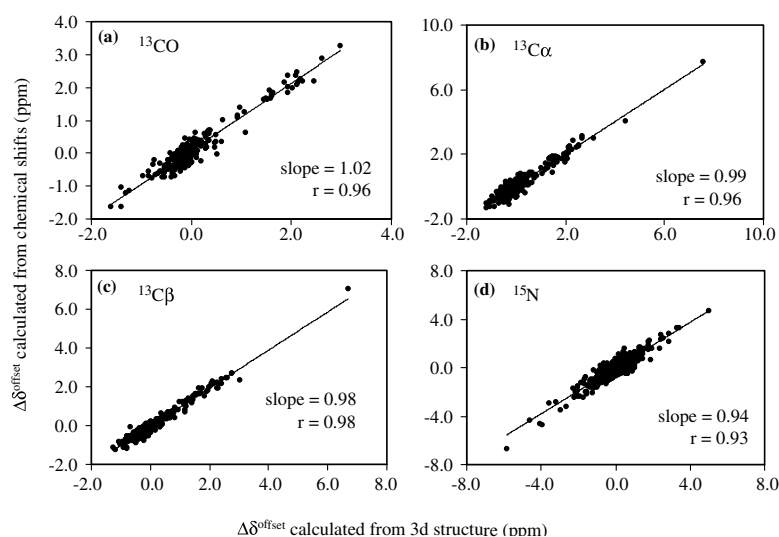 (a) ¹³CO
4.0
3.0
2.0
1.0
0.0
-1.0
-2.0
-2.0 0.0 2.0 4.0
slope = 1.02
r = 0.96
(b) ¹³Cα
10.0
6.0
2.0
-2.0
-2.0 2.0 6.0 10.0
slope = 0.99
r = 0.96
(c) ¹³Cβ
8.0
6.0
4.0
2.0
0.0
-2.0
-2.0 0.0 2.0 4.0 6.0 8.0
slope = 0.98
r = 0.98
(d) ¹⁵N
8.0
4.0
0.0
-4.0
-8.0
-8.0 -4.0 0.0 4.0 8.0
slope = 0.94
r = 0.93
Δδᵒᶠᶠˢᵉᵗ calculated from chemical shifts (ppm)
Δδᵒᶠᶠˢᵉᵗ calculated from 3d structure (ppm)